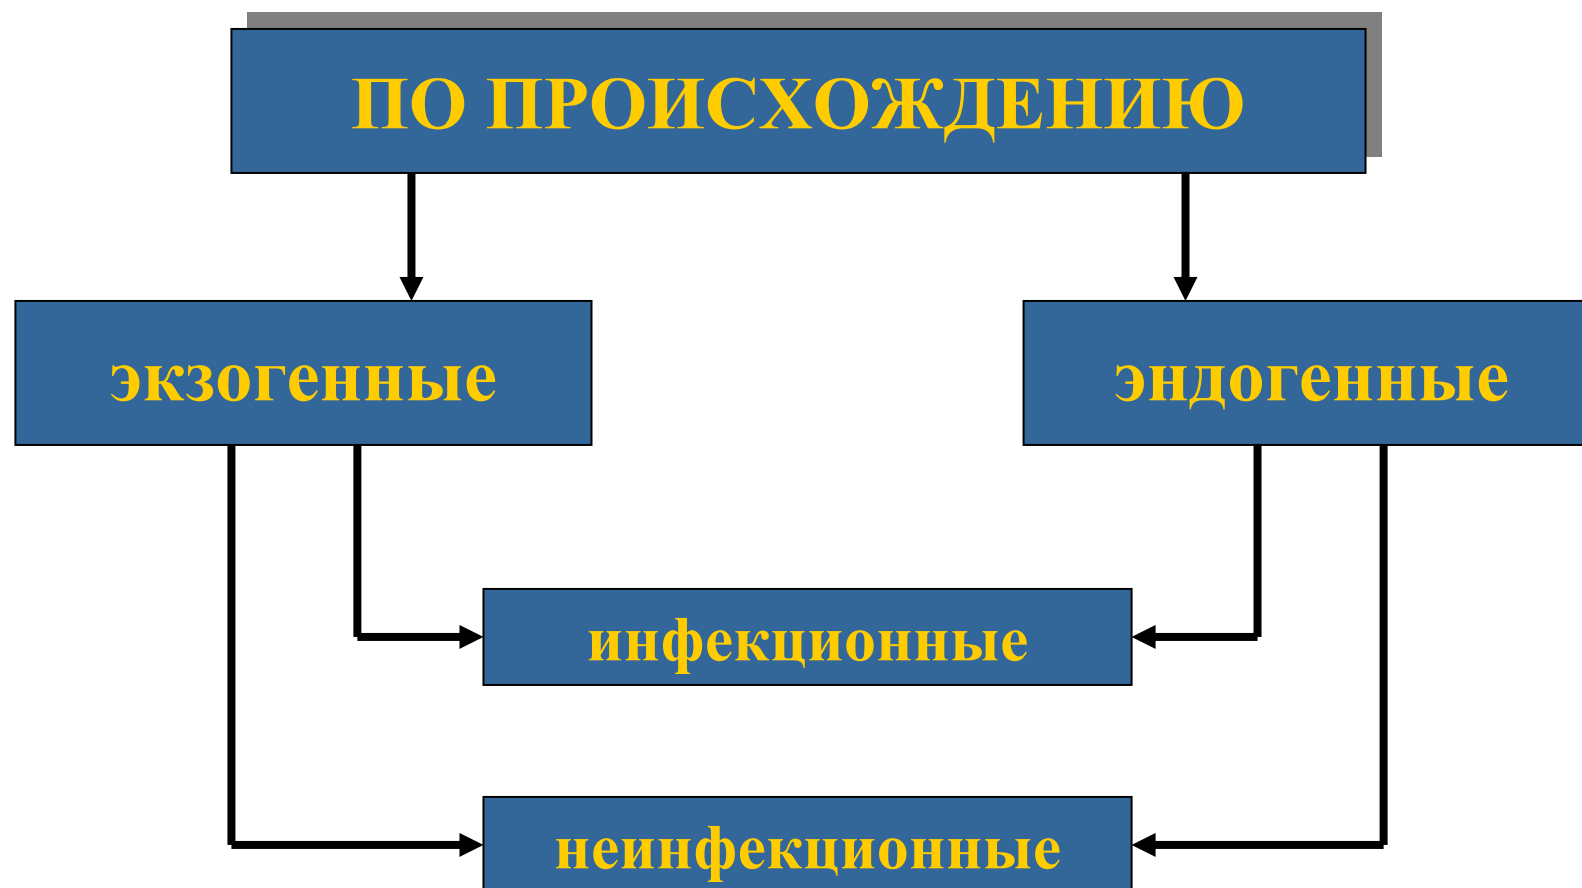 ПО ПРОИСХОЖДЕНИЮ
экзогенные
эндогенные
инфекционные
неинфекционные